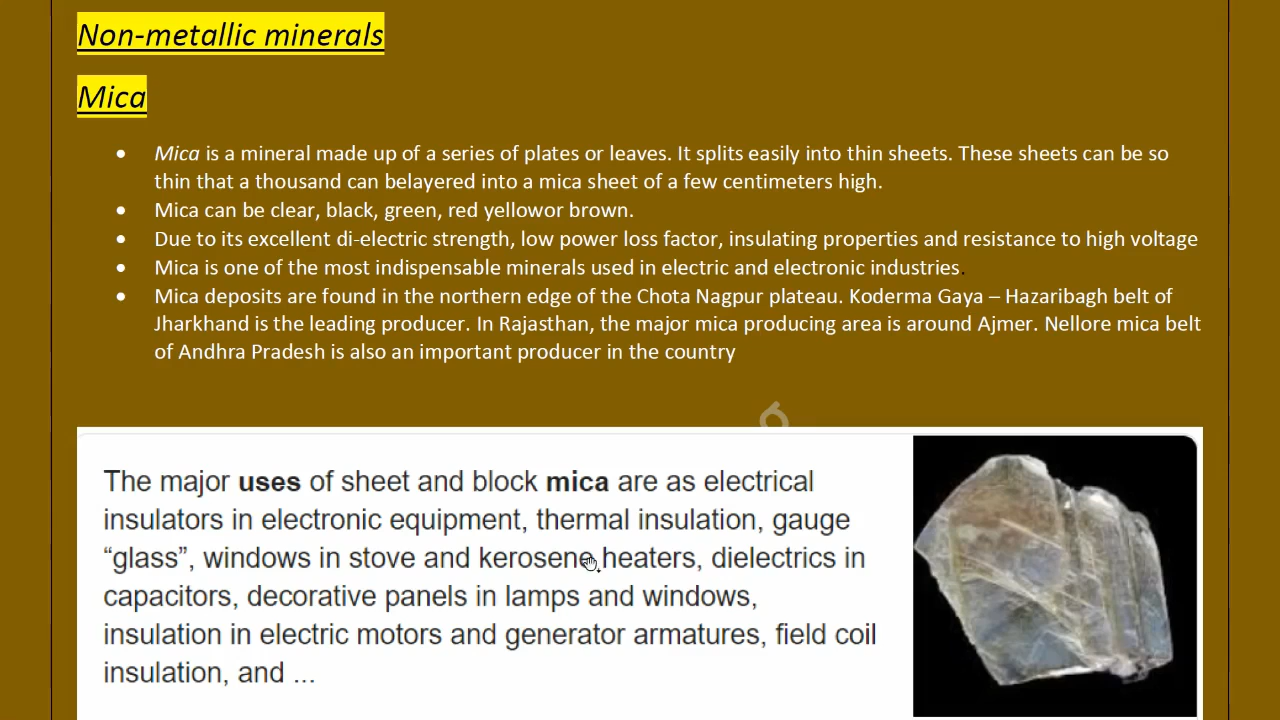 Non-metallic minerals
Mica
• Mica is a mineral made up of a series of plates or leaves. It splits easily into thin sheets. These sheets can be so
thin that a thousand can belayered into a mica sheet of a few centimeters high.
• Mica can be clear, black, green, red yellowor brown.
• Due to its excellent di-electric strength, low power loss factor, insulating properties and resistance to high voltage
• Mica is one of the most indispensable minerals used in electric and electronic industries.
• Mica deposits are found in the northern edge of the Chota Nagpur plateau. Koderma Gaya – Hazaribagh belt of
Jharkhand is the leading producer. In Rajasthan, the major mica producing area is around Ajmer. Nellore mica belt
of Andhra Pradesh is also an important producer in the country
The major uses of sheet and block mica are as electrical
insulators in electronic equipment, thermal insulation, gauge
“glass”, windows in stove and kerosene heaters, dielectrics in
capacitors, decorative panels in lamps and windows,
insulation in electric motors and generator armatures, field coil
insulation, and ...